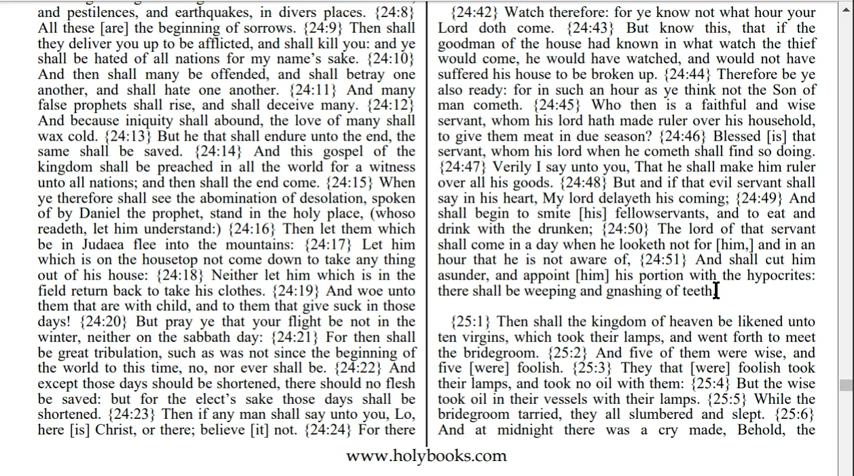 and pestilences, and earthquakes, in divers places. {24:8}
All these [are] the beginning of sorrows. {24:9} Then shall
they deliver you up to be afflicted, and shall kill you: and ye
shall be hated of all nations for my name's sake. {24:10}
And then shall many be offended, and shall betray one
another, and shall hate one another. {24:11} And many
false prophets shall rise, and shall deceive many. {24:12}
And because iniquity shall abound, the love of many shall
wax cold. {24:13} But he that shall endure unto the end, the
same shall be saved. {24:14} And this gospel of the
kingdom shall be preached in all the world for a witness
unto all nations; and then shall the end come. {24:15} When
ye therefore shall see the abomination of desolation, spoken
of by Daniel the prophet, stand in the holy place, (whoso
readeth, let him understand:) {24:16} Then let them which
be in Judaea flee into the mountains: {24:17} Let him
which is on the housetop not come down to take any thing
out of his house: {24:18} Neither let him which is in the
field return back to take his clothes. {24:19} And woe unto
them that are with child, and to them that give suck in those
days! {24:20} But pray ye that your flight be not in the
winter, neither on the sabbath day: {24:21} For then shall
be great tribulation, such as was not since the beginning of
the world to this time, no, nor ever shall be. {24:22} And
except those days should be shortened, there should no flesh
be saved: but for the elect's sake those days shall be
shortened. {24:23} Then if any man shall say unto you, Lo,
here [is] Christ, or there; believe [it] not. {24:24} For there
{24:42} Watch therefore: for ye know not what hour your
Lord doth come. {24:43} But know this, that if the
goodman of the house had known in what watch the thief
would come, he would have watched, and would not have
suffered his house to be broken up. {24:44} Therefore be ye
also ready: for in such an hour as ye think not the Son of
man cometh. {24:45} Who then is a faithful and wise
servant, whom his lord hath made ruler over his household,
to give them meat in due season? {24:46} Blessed [is] that
servant, whom his lord when he cometh shall find so doing.
{24:47} Verily I say unto you, That he shall make him ruler
over all his goods. {24:48} But and if that evil servant shall
say in his heart, My lord delayeth his coming; {24:49} And
shall begin to smite [his] fellowservants, and to eat and
drink with the drunken; {24:50} The lord of that servant
shall come in a day when he looketh not for [him,] and in an
hour that he is not aware of, {24:51} And shall cut him
asunder, and appoint [him] his portion with the hypocrites:
there shall be weeping and gnashing of teeth.
{25:1} Then shall the kingdom of heaven be likened unto
ten virgins, which took their lamps, and went forth to meet
the bridegroom. {25:2} And five of them were wise, and
five [were] foolish. {25:3} They that [were] foolish took
their lamps, and took no oil with them: {25:4} But the wise
took oil in their vessels with their lamps. {25:5} While the
bridegroom tarried, they all slumbered and slept. {25:6}
And at midnight there was a cry made, Behold, the
www.holybooks.com